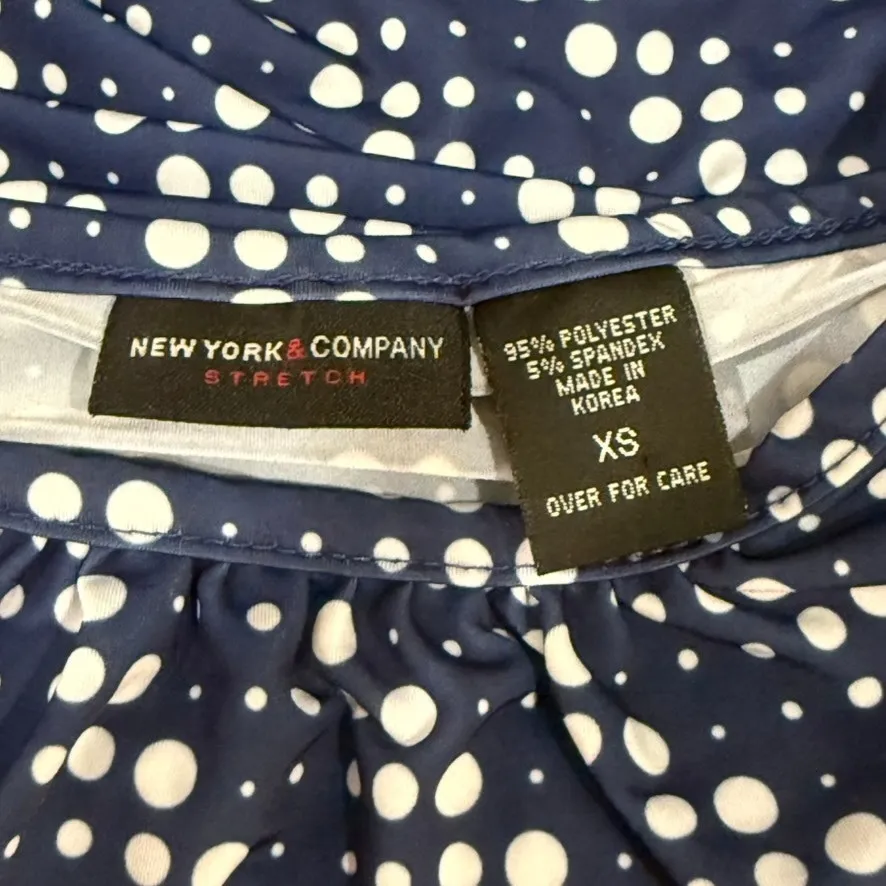 NEW YORK & COMPANY
STRETCH
95% POLYESTER
5% SPANDEX
MADE IN
KOREA
XS
OVER FOR CARE